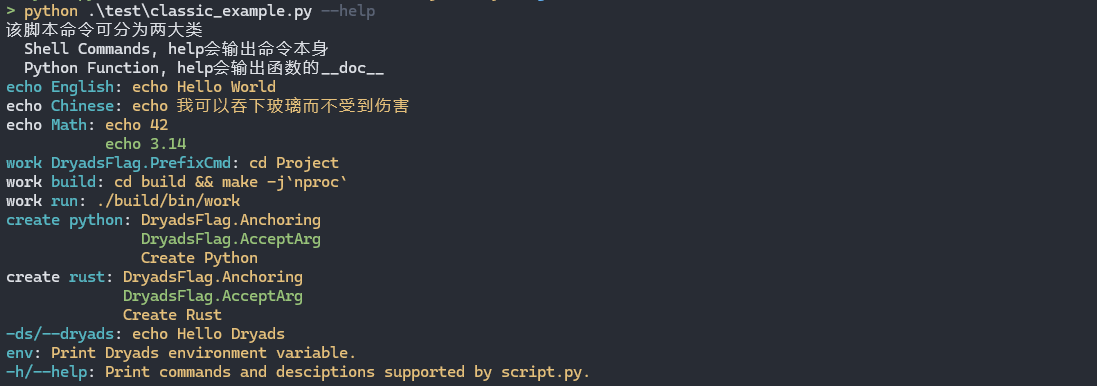 > python .\test\classic_example.py --help
该脚本命令可分为两大类
  Shell Commands, help会输出命令本身
  Python Function, help会输出函数的__doc__
echo English: echo Hello World
echo Chinese: echo 我可以吞下玻璃而不受到伤害
echo Math: echo 42
           echo 3.14
work DryadsFlag.PrefixCmd: cd Project
work build: cd build && make -j`nproc`
work run: ./build/bin/work
create python: DryadsFlag.Anchoring
               DryadsFlag.AcceptArg
               Create Python
create rust: DryadsFlag.Anchoring
             DryadsFlag.AcceptArg
             Create Rust
-ds/--dryads: echo Hello Dryads
env: Print Dryads environment variable.
-h/--help: Print commands and desciptions supported by script.py.